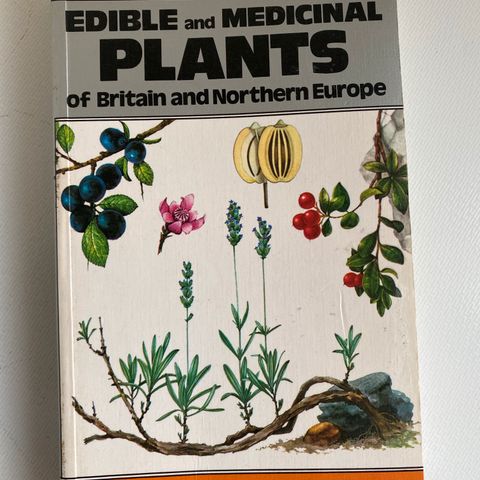 EDIBLE and MEDICINAL
PLANTS
of Britain and Northern Europe